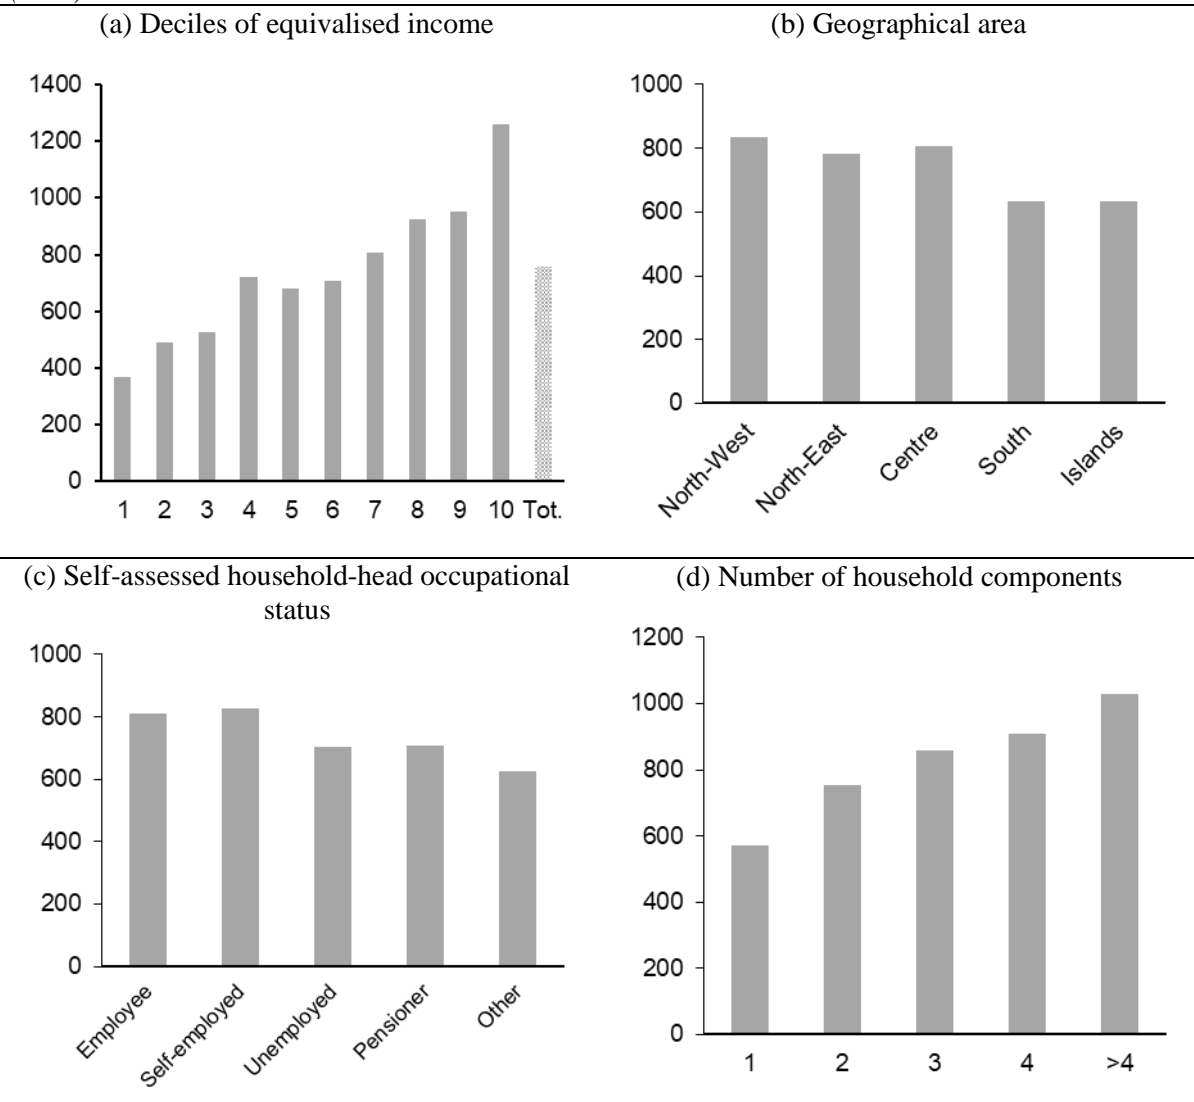 (a) Deciles of equivalised income
1400
1200
1000
800
600
400
200
0
1 2 3 4 5 6 7 8 9 10 Tot.
(b) Geographical area
1000
800
600
400
200
0
North-West
North-East
Centre
South
Islands
(c) Self-assessed household-head occupational
status
1000
800
600
400
200
0
Employee
Self-employed
Unemployed
Pensioner
Other
(d) Number of household components
1200
1000
800
600
400
200
0
1 2 3 4 >4